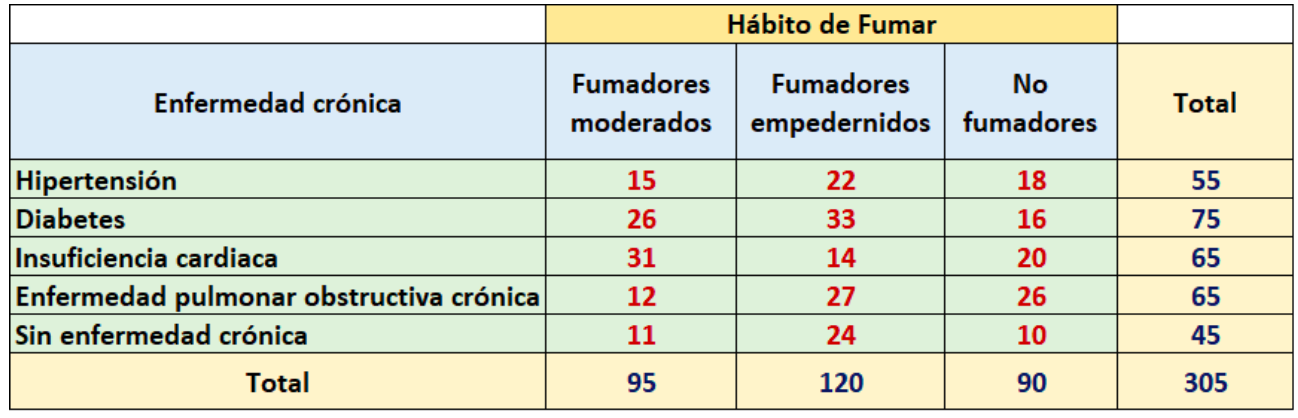 Hábito de Fumar
Enfermedad crónica Fumadores moderados Fumadores empedernidos No fumadores Total
Hipertensión 15 22 18 55
Diabetes 26 33 16 75
Insuficiencia cardiaca 31 14 20 65
Enfermedad pulmonar obstructiva crónica 12 27 26 65
Sin enfermedad crónica 11 24 10 45
Total 95 120 90 305